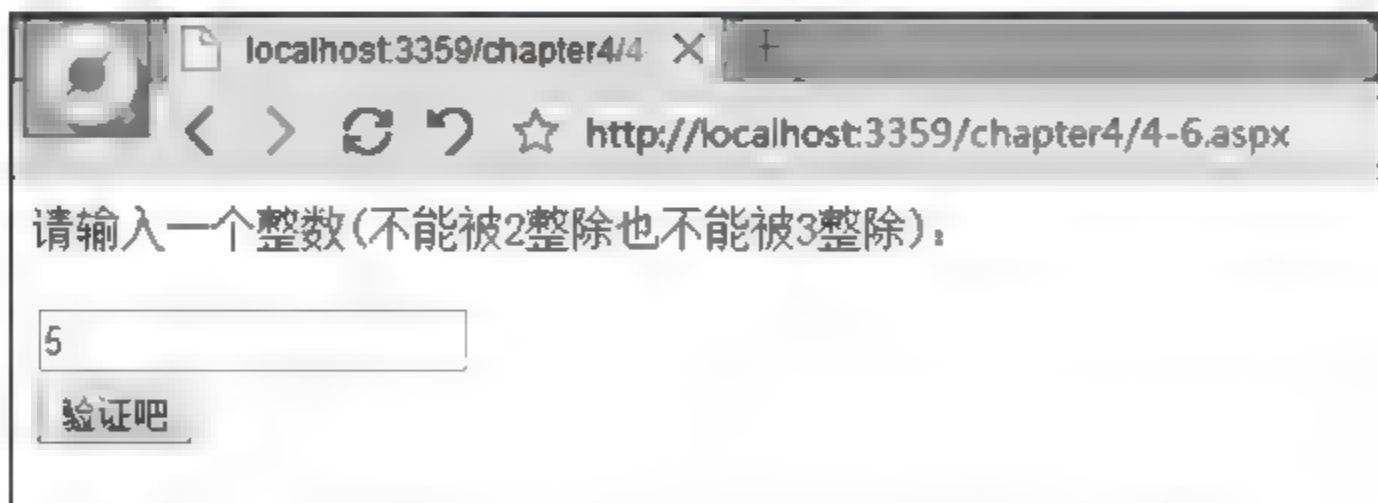 localhost:3359/chapter4/4-
http://localhost:3359/chapter4/4-6.aspx
请输入一个整数(不能被2整除也不能被3整除)：
5
验证吧